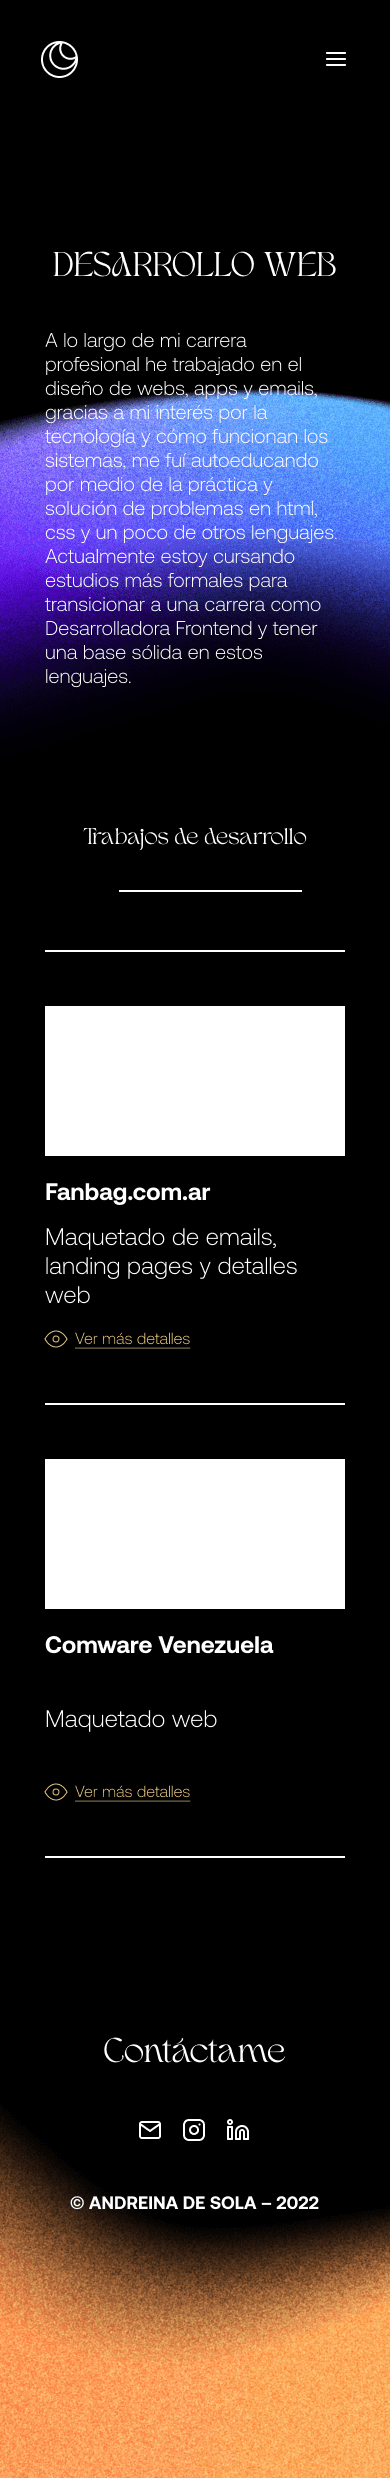 DESARROLLO WEB
A lo largo de mi carrera
profesional he trabajado en el
diseño de webs, apps y emails,
gracias a mi interés por la
tecnología y cómo funcionan los
sistemas, me fuí autoeducando
por medio de la práctica y
solución de problemas en html,
css y un poco de otros lenguajes.
Actualmente estoy cursando
estudios más formales para
transicionar a una carrera como
Desarrolladora Frontend y tener
una base sólida en estos
lenguajes.
Trabajos de desarrollo
Fanbag.com.ar
Maquetado de emails,
landing pages y detalles
web
Ver más detalles
Comware Venezuela
Maquetado web
Ver más detalles
Contáctame
© ANDREINA DE SOLA – 2022